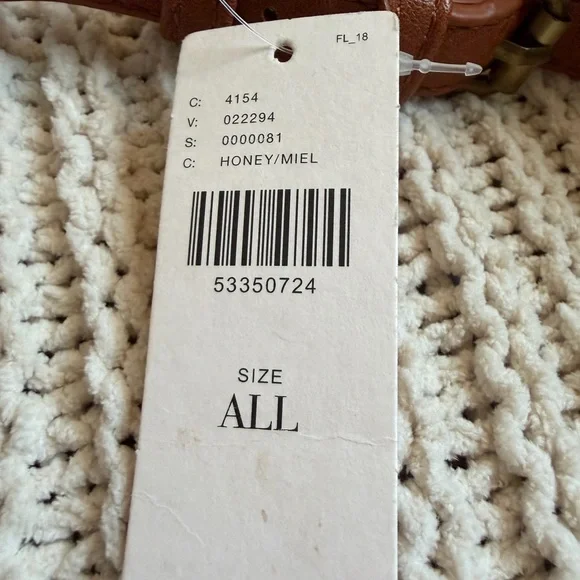 FL_18
C: 4154
V: 022294
S: 0000081
C: HONEY/MIEL
53350724
SIZE
ALL